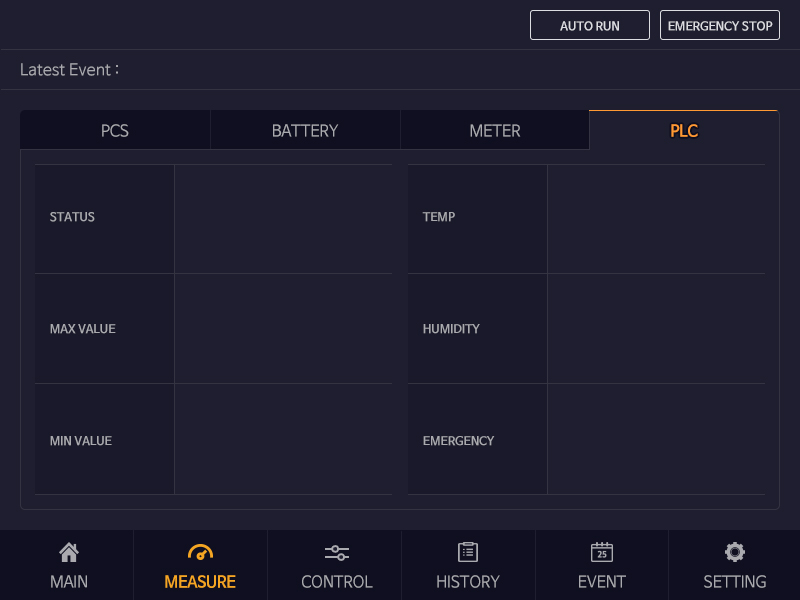 AUTO RUN
EMERGENCY STOP
Latest Event :
PCS
BATTERY
METER
PLC
STATUS
TEMP
MAX VALUE
HUMIDITY
MIN VALUE
EMERGENCY
25
MAIN
MEASURE
CONTROL
HISTORY
EVENT
SETTING